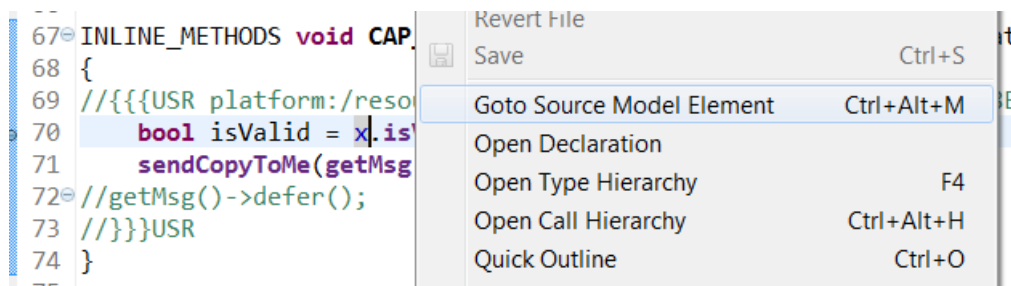 Revert File
67 INLINE_METHODS void CAP_
Save Ctrl+S
68 {
69 //{{{USR platform:/resou
Goto Source Model Element Ctrl+Alt+M
70 bool isValid = x.is
Open Declaration
71 sendCopyToMe(getMsg
Open Type Hierarchy F4
72 //getMsg()->defer();
Open Call Hierarchy Ctrl+Alt+H
73 //}}}USR
74 }
Quick Outline Ctrl+O